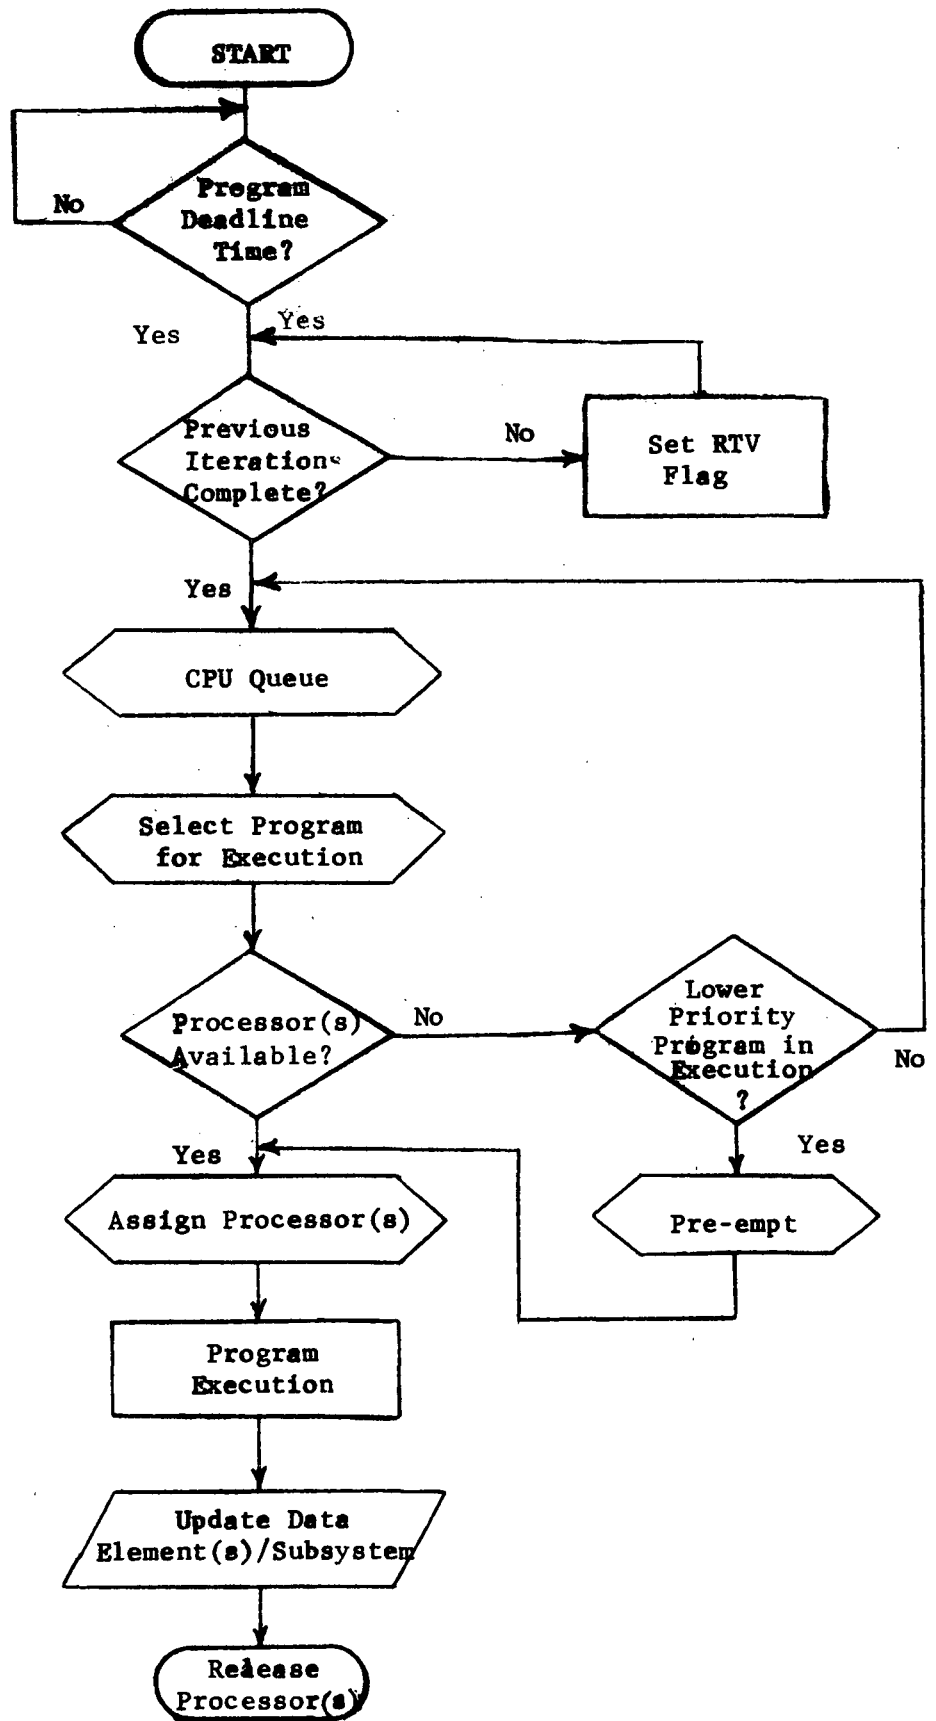 START
Program
Deadline
Time?
No
Yes
Yes
Previous
Iteration
Complete?
No
Set RTV
Flag
Yes
CPU Queue
Select Program
for Execution
Processor(s)
Available?
No
Lower
Priority
Program in
Execution
?
No
Yes
Yes
Assign Processor(s)
Pre-empt
Program
Execution
Update Data
Element(s)/Subsystem
Release
Processor(s)